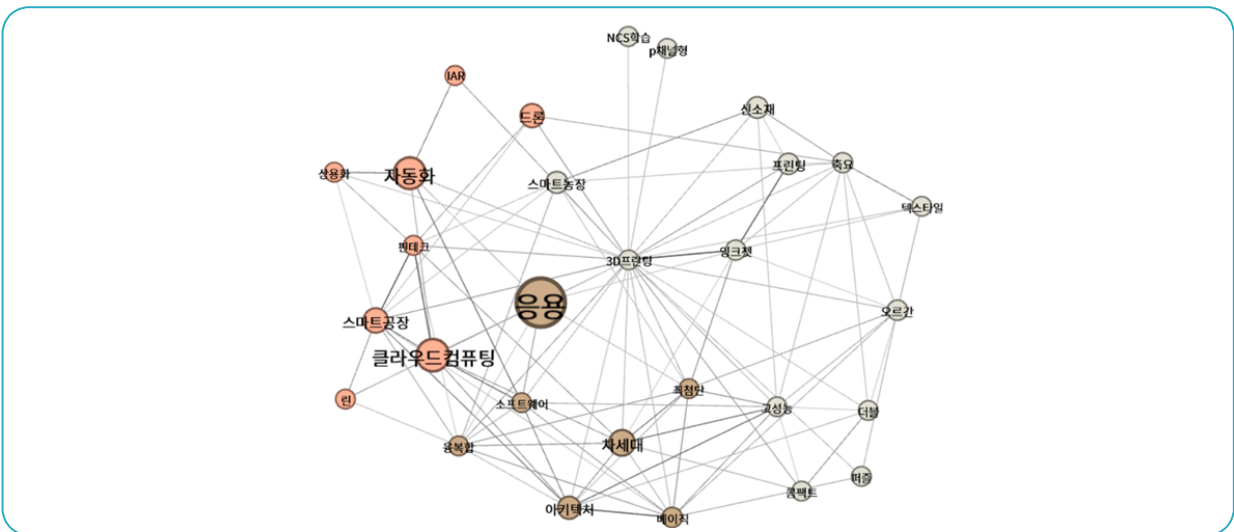 NCS학습
p채널형
IAR
신소재
드론
프린팅
축요
상용화
자동화
스마트농장
텍스타일
핀테크
잉크젯
3D프린팅
응용
오르간
스마트공장
클라우드컴퓨팅
최첨단
린
소프트웨어
고성능
더블
융복합
차세대
퍼즐
콤팩트
아키텍처
베이직